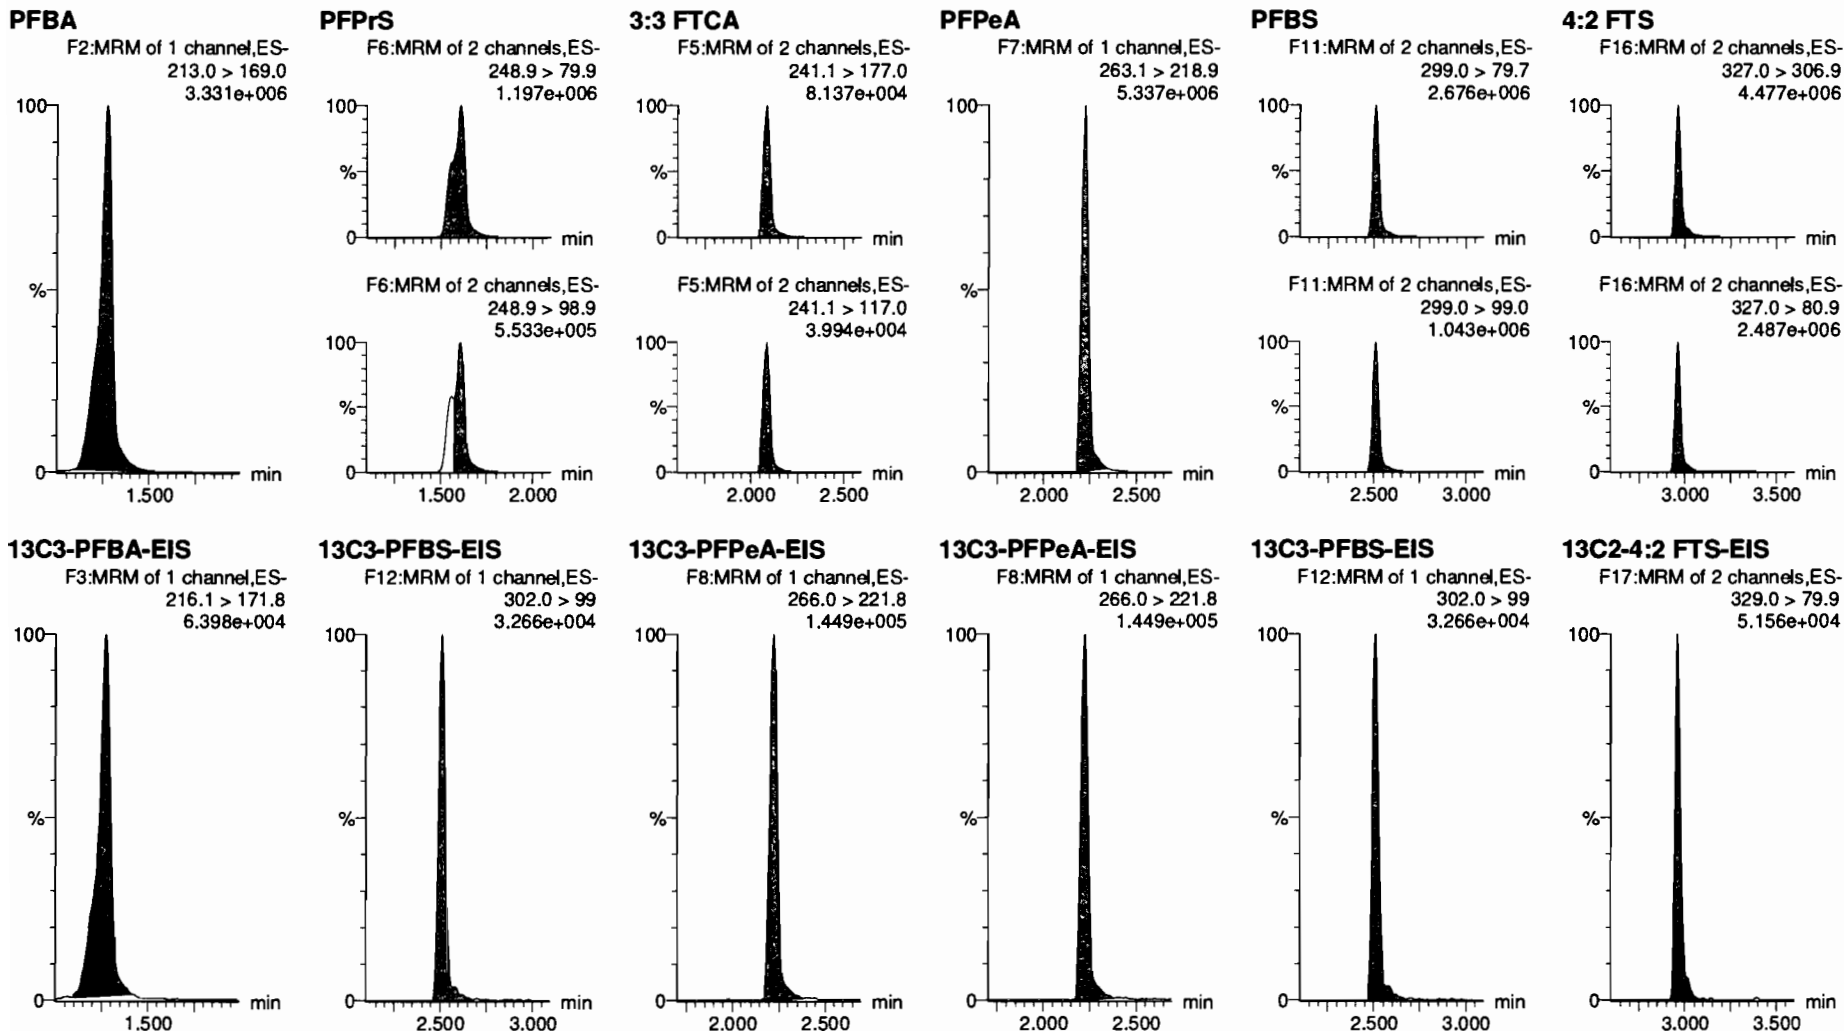 PFBA
F2:MRM of 1 channel,ES-
213.0 > 169.0
3.331e+006
100
%
0
min
1.500
PFPrS
F6:MRM of 2 channels,ES-
248.9 > 79.9
1.197e+006
100
%
0
min
F6:MRM of 2 channels,ES-
248.9 > 98.9
5.533e+005
100
%
0
min
1.500
2.000
3:3 FTCA
F5:MRM of 2 channels,ES-
241.1 > 177.0
8.137e+004
100
%
0
min
F5:MRM of 2 channels,ES-
241.1 > 117.0
3.994e+004
100
%
0
min
2.000
2.500
PFPeA
F7:MRM of 1 channel,ES-
263.1 > 218.9
5.337e+006
100
%
0
min
2.000
2.500
PFBS
F11:MRM of 2 channels,ES-
299.0 > 79.7
2.676e+006
100
%
0
min
F11:MRM of 2 channels,ES-
299.0 > 99.0
1.043e+006
100
%
0
min
2.500
3.000
4:2 FTS
F16:MRM of 2 channels,ES-
327.0 > 306.9
4.477e+006
100
%
0
min
F16:MRM of 2 channels,ES-
327.0 > 80.9
2.487e+006
100
%
0
min
3.000
3.500
13C3-PFBA-EIS
F3:MRM of 1 channel,ES-
216.1 > 171.8
6.398e+004
100
%
0
min
1.500
13C3-PFBS-EIS
F12:MRM of 1 channel,ES-
302.0 > 99
3.266e+004
100
%
0
min
2.500
3.000
13C3-PFPeA-EIS
F8:MRM of 1 channel,ES-
266.0 > 221.8
1.449e+005
100
%
0
min
2.000
2.500
13C3-PFPeA-EIS
F8:MRM of 1 channel,ES-
266.0 > 221.8
1.449e+005
100
%
0
min
2.000
2.500
13C3-PFBS-EIS
F12:MRM of 1 channel,ES-
302.0 > 99
3.266e+004
100
%
0
min
2.500
3.000
13C2-4:2 FTS-EIS
F17:MRM of 2 channels,ES-
329.0 > 79.9
5.156e+004
100
%
0
min
3.000
3.500